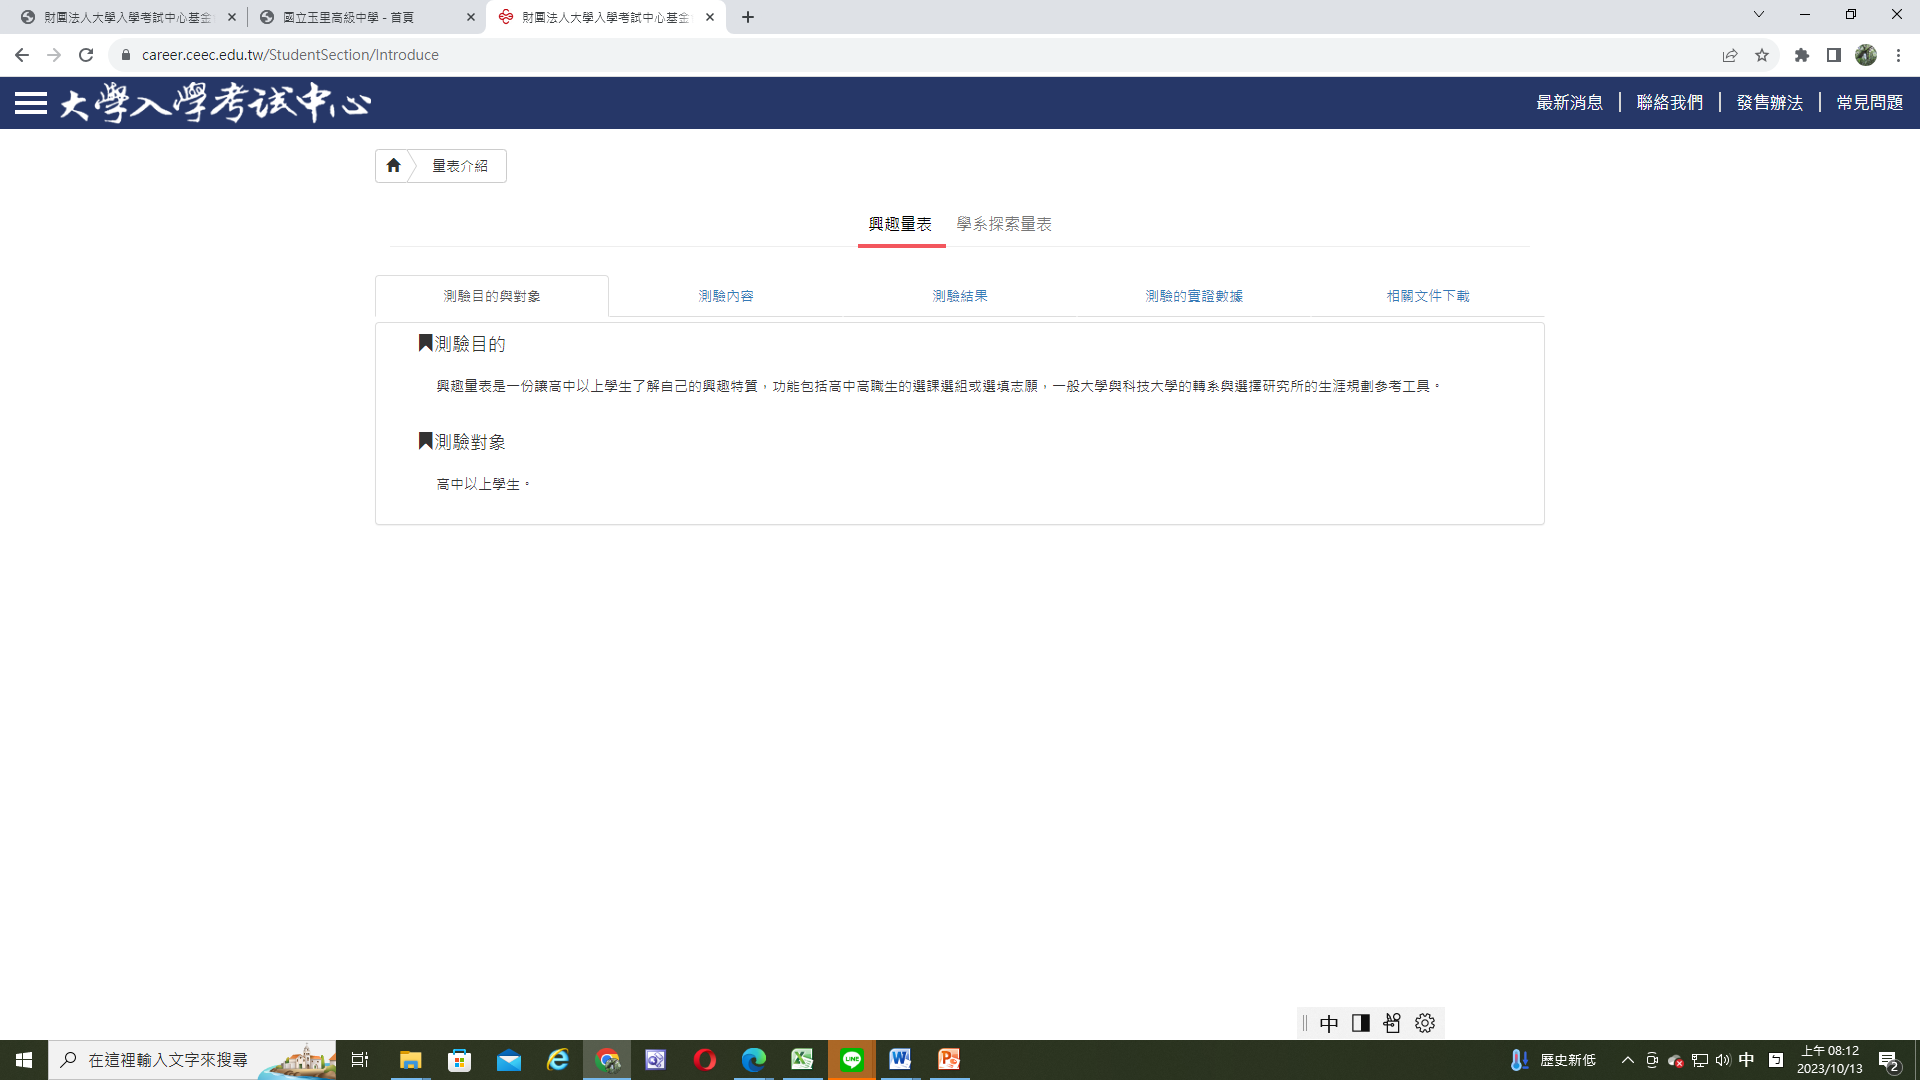 財團法人大學入學考試中心基金
國立玉里高級中學 - 首頁
財團法人大學入學考試中心基金
career.ceec.edu.tw/StudentSection/Introduce
大學入學考試中心
最新消息 | 聯絡我們 | 發售辦法 | 常見問題
量表介紹
興趣量表 學系探索量表
測驗目的與對象 測驗內容 測驗結果 測驗的實證數據 相關文件下載
測驗目的
興趣量表是一份讓高中以上學生了解自己的興趣特質,功能包括高中高職生的選課選組或選填志願,一般大學與科技大學的轉系與選擇研究所的生涯規劃參考工具。
測驗對象
高中以上學生。
中
在這裡輸入文字來搜尋
LINE
歷史新低
中
上午 08:12
2023/10/13
2